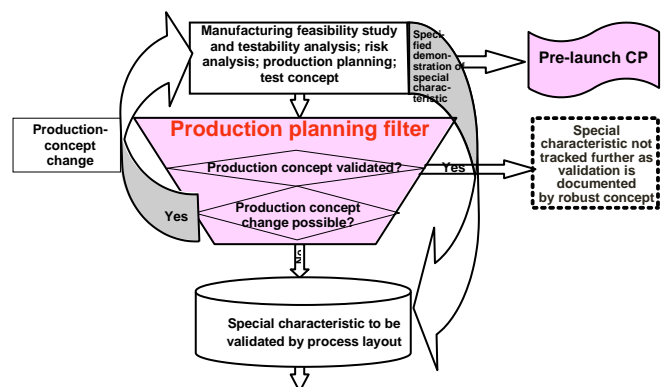 Manufacturing feasibility study
and testability analysis; risk
analysis; production planning;
test concept
Speci-
fied
demon-
stration of
special
charac-
teristic
Pre-launch CP
Production-
concept
change
Production planning filter
Production concept validated?
Yes
Special
characteristic not
tracked further as
validation is
documented
by robust concept
Yes
Production concept
change possible?
Special characteristic to be
validated by process layout